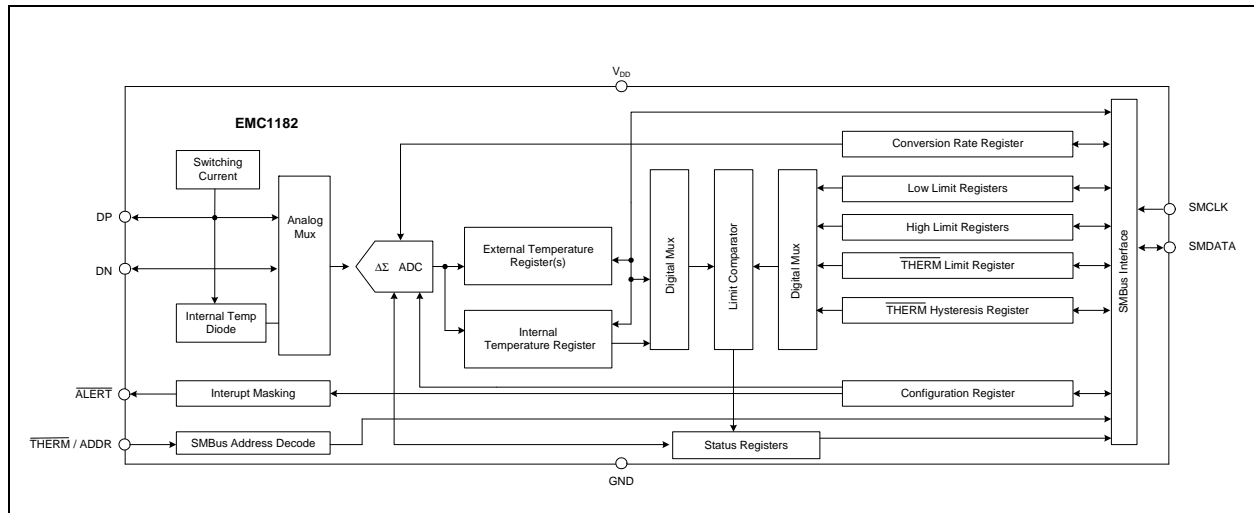 V_DD
EMC1182
Switching
Current
Conversion Rate Register
Low Limit Registers
DP
Analog
Mux
SMCLK
High Limit Registers
External Temperature
Register(s)
SMDATA
DN
ΔΣ ADC
Digital Mux
Limit Comparator
Digital Mux
SMBus Interface
THERM Limit Register
Internal Temp
Diode
THERM Hysteresis Register
Internal
Temperature Register
ALERT
Interupt Masking
Configuration Register
THERM / ADDR
SMBus Address Decode
Status Registers
GND